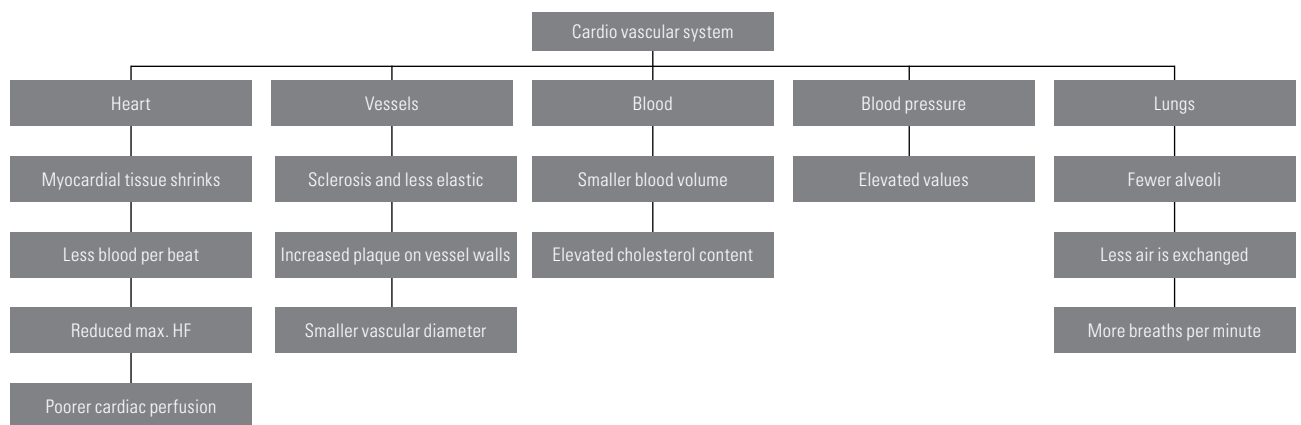 Cardio vascular system
Heart
Vessels
Blood
Blood pressure
Lungs
Myocardial tissue shrinks
Sclerosis and less elastic
Smaller blood volume
Elevated values
Fewer alveoli
Less blood per beat
Increased plaque on vessel walls
Elevated cholesterol content
Less air is exchanged
Reduced max. HF
Smaller vascular diameter
More breaths per minute
Poorer cardiac perfusion